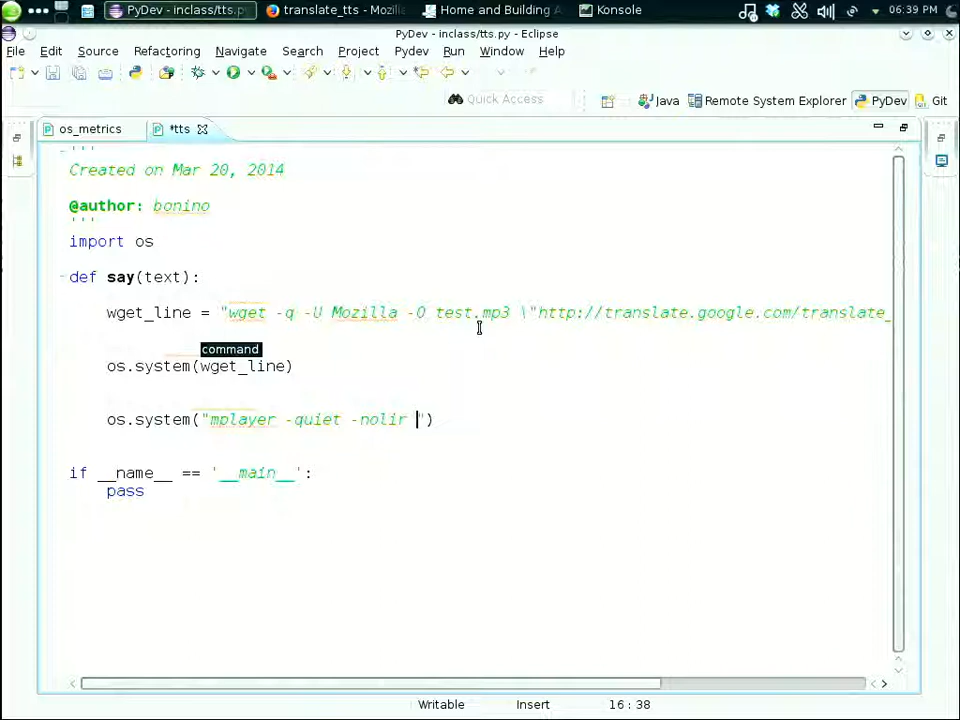 PyDev - inclass/tts.p
translate_tts - Mozil
Home and Building A
Konsole
06:39 PM
PyDev - inclass/tts.py - Eclipse
File Edit Source Refactoring Navigate Search Project Pydev Run Window Help
Quick Access
Java Remote System Explorer PyDev Git
os_metrics *tts
'''
Created on Mar 20, 2014
@author: bonino
'''
import os
def say(text):
wget_line = "wget -q -U Mozilla -O test.mp3 \"http://translate.google.com/translate_
command
os.system(wget_line)
os.system("mplayer -quiet -nolir ")
if __name__ == '__main__':
pass
Writable Insert 16 : 38